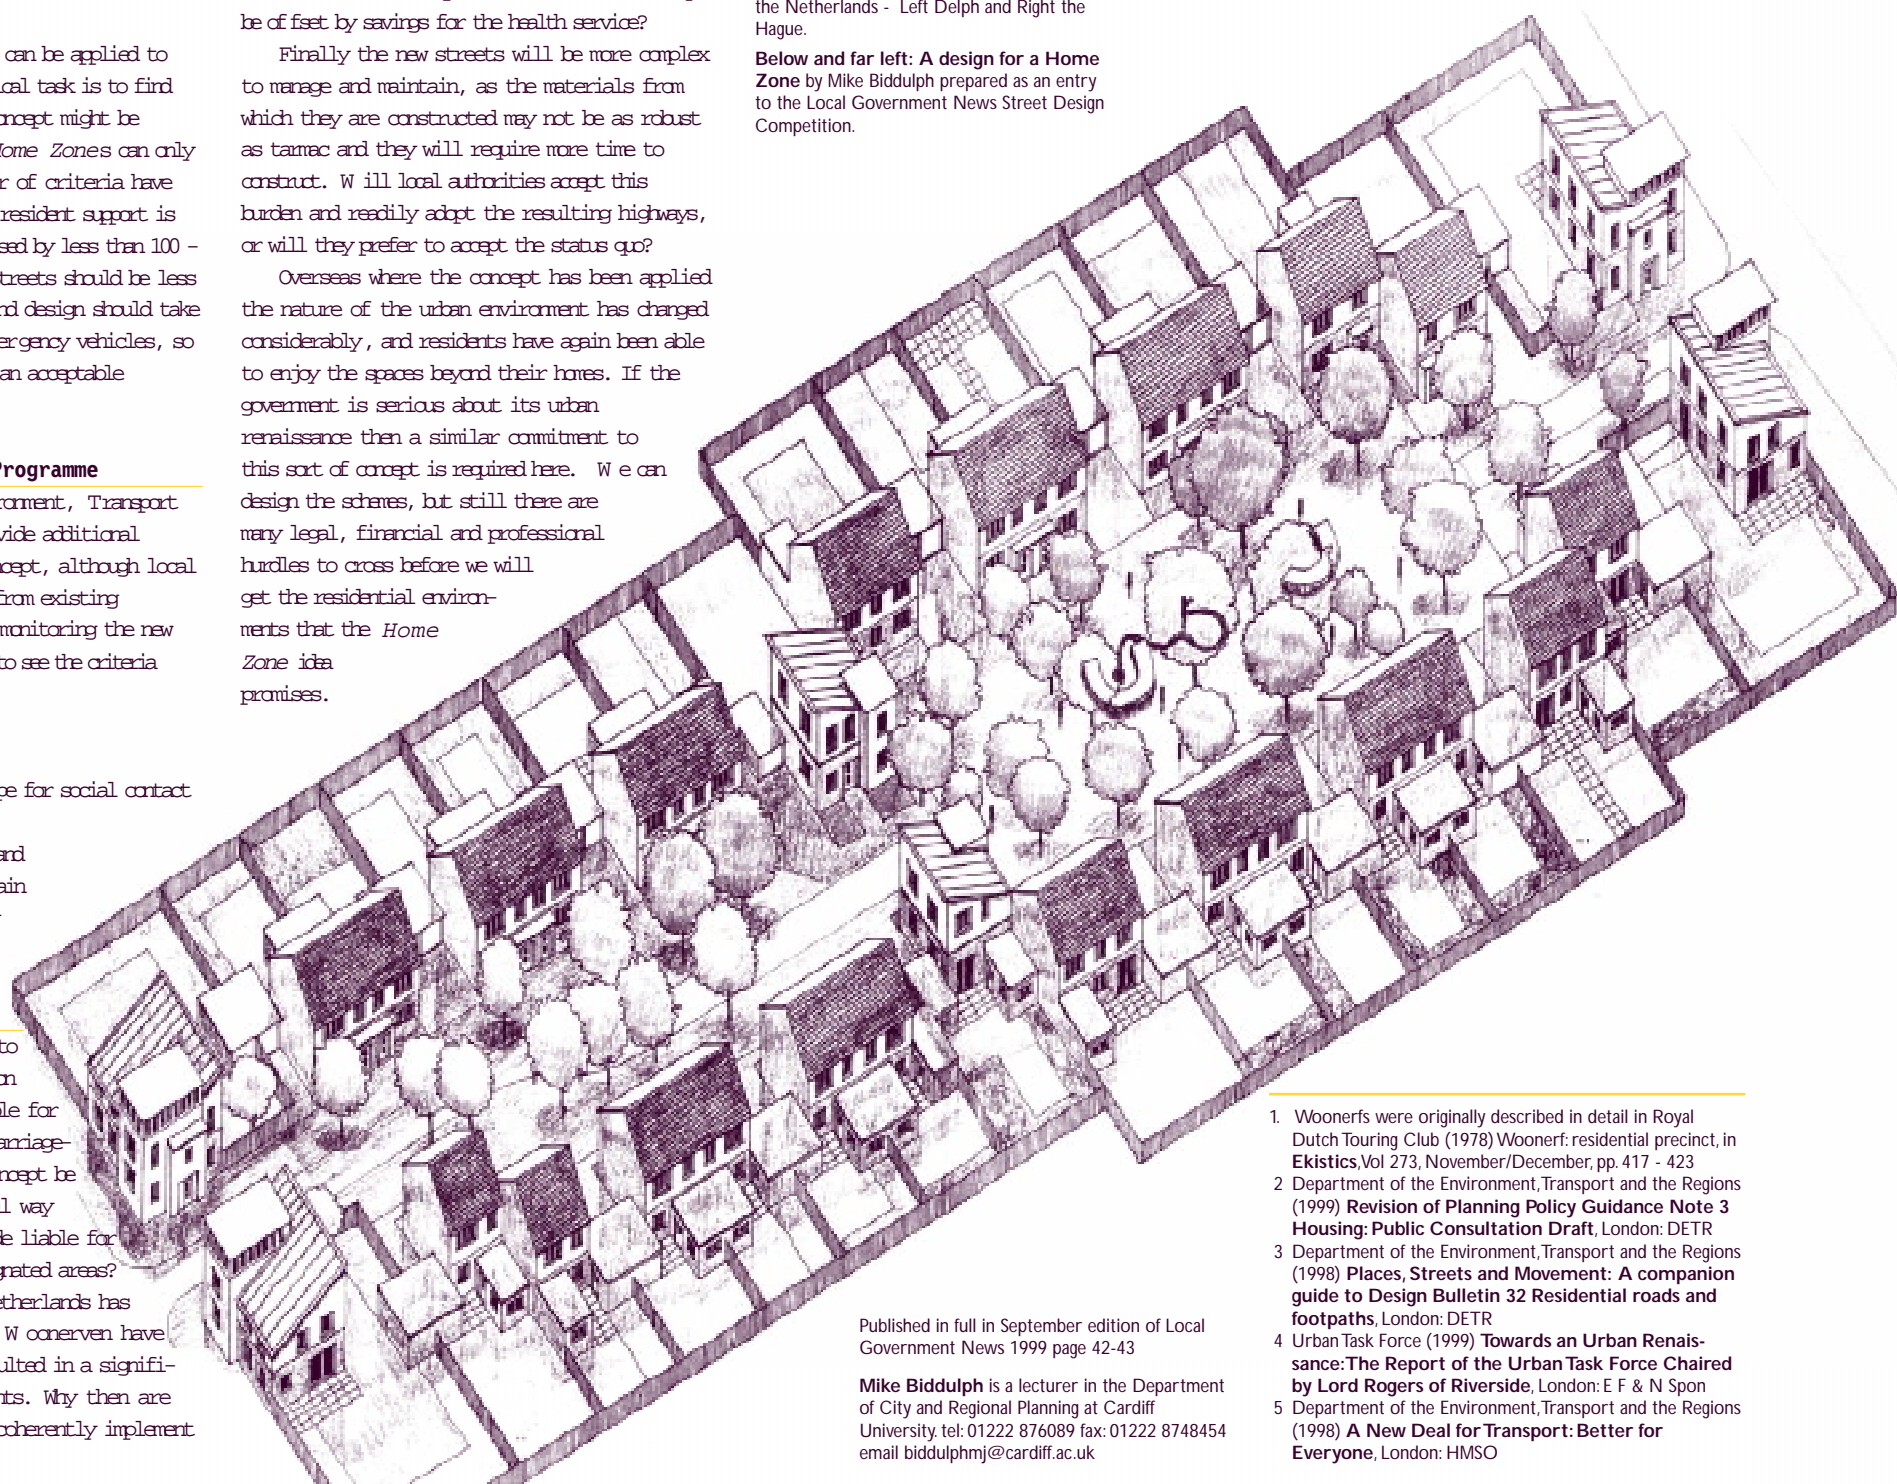 can be applied to
task is to find
might be
Zones can only
of criteria have
resident support is
by less than 100 -
should be less
design should take
vehicles, so
an acceptable
Programme
Transport
additional
although local
from existing
monitoring the new
to see the criteria
for social contact
and
to
for
be
way
liable for
areas?
has
Woonerven have
in a signifi-
Why then are
coherently implement
be offset by savings for the health service?
Finally the new streets will be more complex
to manage and maintain, as the materials from
which they are constructed may not be as robust
as tarmac and they will require more time to
construct. Will local authorities accept this
burden and readily adopt the resulting highways,
or will they prefer to accept the status quo?
Overseas where the concept has been applied
the nature of the urban environment has changed
considerably, and residents have again been able
to enjoy the spaces beyond their homes. If the
government is serious about its urban
renaissance then a similar commitment to
this sort of concept is required here. We can
design the schemes, but still there are
many legal, financial and professional
hurdles to cross before we will
get the residential environ-
ments that the Home
Zone idea
promises.
the Netherlands - Left Delph and Right the
Hague.
Below and far left: A design for a Home
Zone by Mike Biddulph prepared as an entry
to the Local Government News Street Design
Competition.
Published in full in September edition of Local
Government News 1999 page 42-43
Mike Biddulph is a lecturer in the Department
of City and Regional Planning at Cardiff
University. tel: 01222 876089 fax: 01222 8748454
email biddulphmj@cardiff.ac.uk
1. Woonerfs were originally described in detail in Royal
Dutch Touring Club (1978) Woonerf: residential precinct, in
Ekistics, Vol 273, November/December, pp. 417 - 423
2 Department of the Environment, Transport and the Regions
(1999) Revision of Planning Policy Guidance Note 3
Housing: Public Consultation Draft, London: DETR
3 Department of the Environment, Transport and the Regions
(1998) Places, Streets and Movement: A companion
guide to Design Bulletin 32 Residential roads and
footpaths, London: DETR
4 Urban Task Force (1999) Towards an Urban Renais-
sance: The Report of the Urban Task Force Chaired
by Lord Rogers of Riverside, London: E F & N Spon
5 Department of the Environment, Transport and the Regions
(1998) A New Deal for Transport: Better for
Everyone, London: HMSO